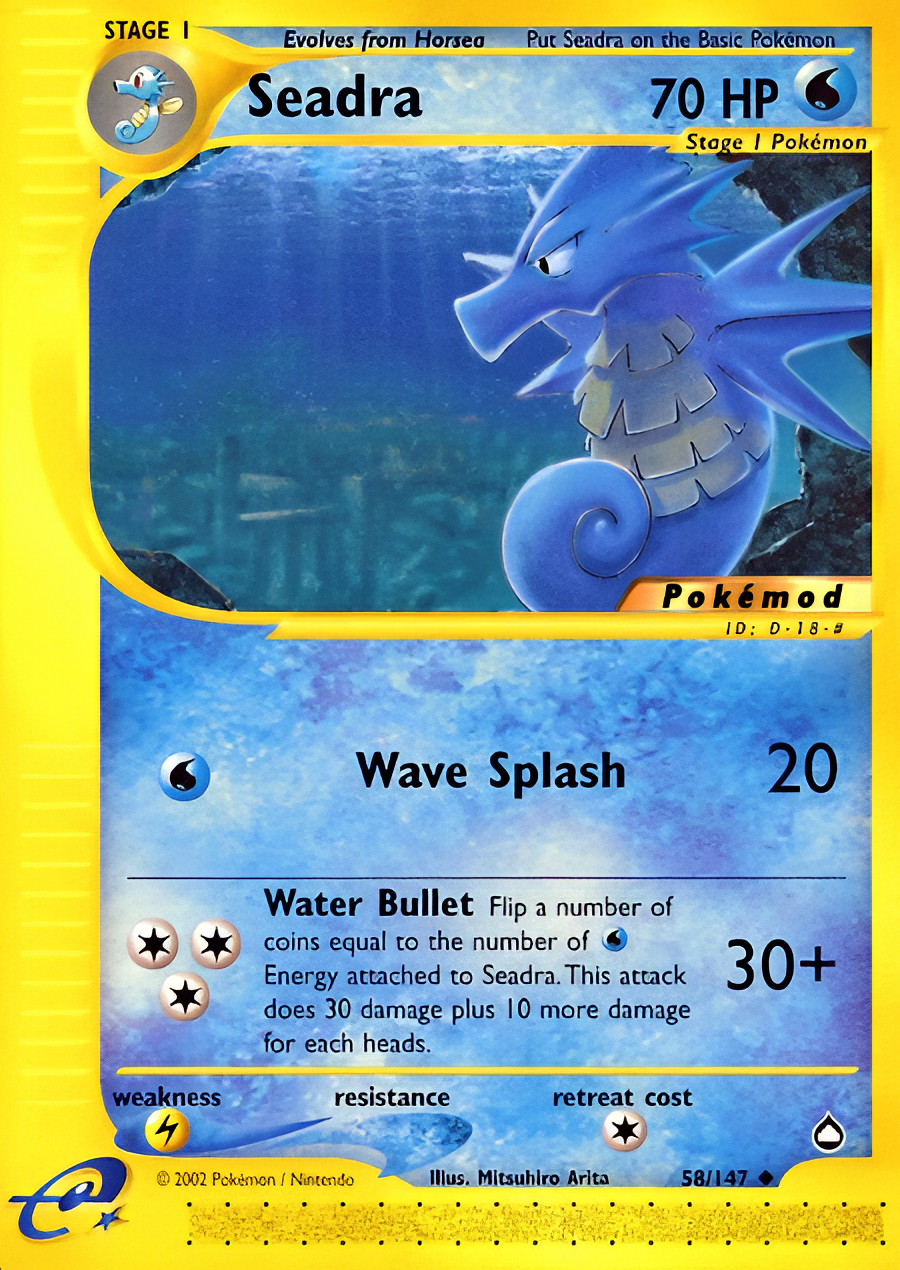 STAGE 1
Evolves from Horsea Put Seadra on the Basic Pokémon
Seadra 70 HP
Stage 1 Pokémon
Pokémod
ID: D-18-
Wave Splash 20
Water Bullet Flip a number of
coins equal to the number of
Energy attached to Seadra. This attack
does 30 damage plus 10 more damage
for each heads.
30+
weakness resistance retreat cost
© 2002 Pokémon / Nintendo Illus. Mitsuhiro Arita 58/147
e